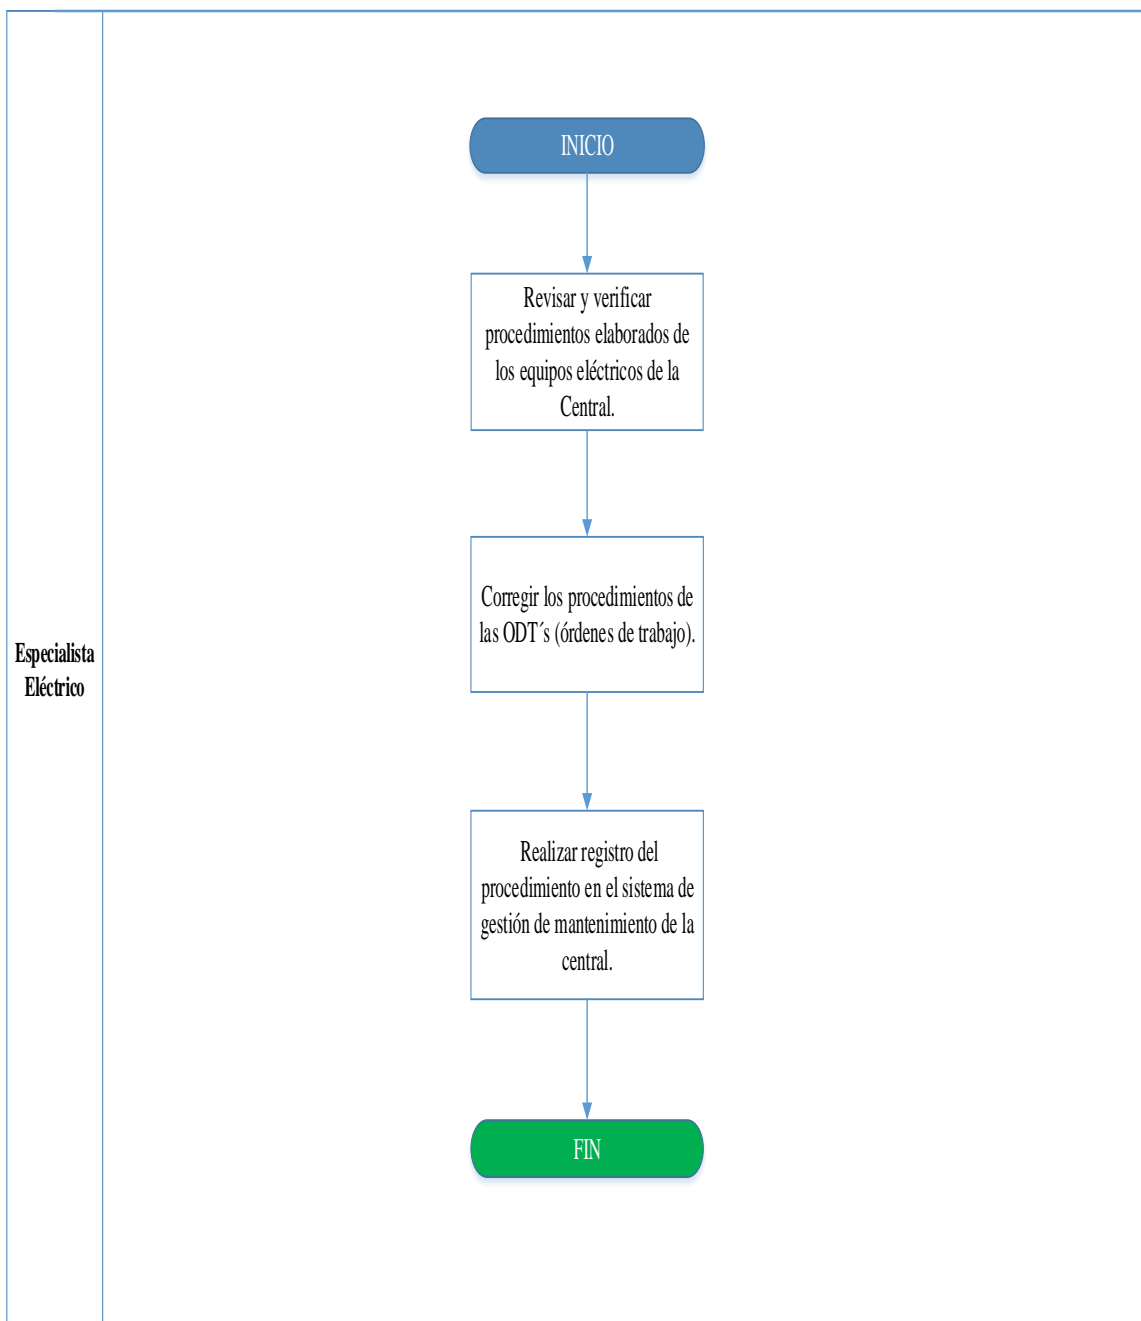 INICIO
Revisar y verificar
procedimientos elaborados de
los equipos eléctricos de la
Central.
Corregir los procedimientos de
las ODT´s (órdenes de trabajo).
Especialista
Eléctrico
Realizar registro del
procedimiento en el sistema de
gestión de mantenimiento de la
central.
FIN